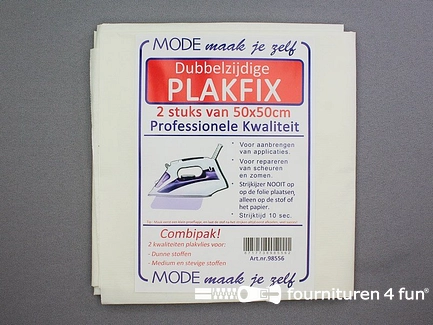 MODE maak je zelf
Dubbelzijdige
PLAKFIX
2 stuks van 50x50cm
Professionele Kwaliteit
• Voor aanbrengen
van applicaties.
• Voor repareren
van scheuren
en zomen.
• Strijkijzer NOOIT op
op de folie plaatsen,
alleen op de stof of
het papier.
• Strijktijd 10 sec.
Combipak!
2 kwaliteiten plakvlies voor:
- Dunne stoffen
- Medium en stevige stoffen
Art.nr.98556
MODE maak je zelf
fournituren 4 fun®